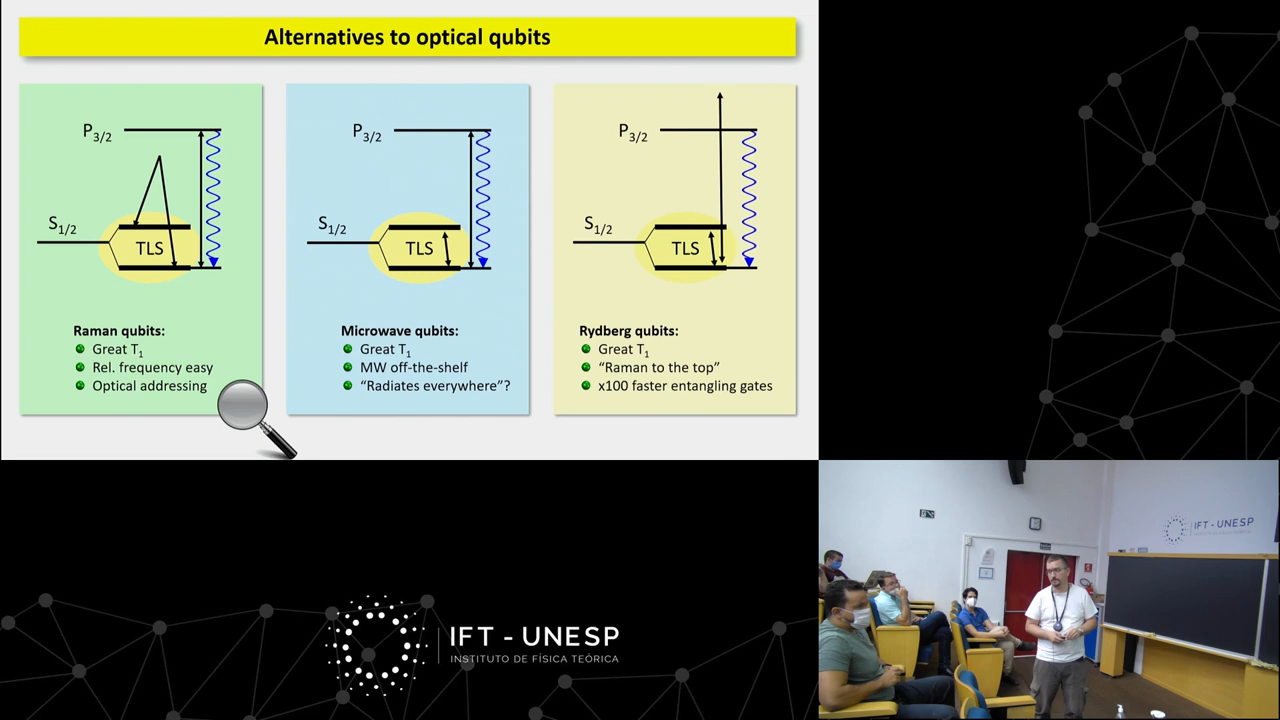 Alternatives to optical qubits
P3/2
S1/2
TLS
Raman qubits:
Great T1
Rel. frequency easy
Optical addressing
P3/2
S1/2
TLS
Microwave qubits:
Great T1
MW off-the-shelf
“Radiates everywhere”?
P3/2
S1/2
TLS
Rydberg qubits:
Great T1
“Raman to the top”
x100 faster entangling gates
IFT - UNESP
INSTITUTO DE FÍSICA TEÓRICA
IFT - UNESP